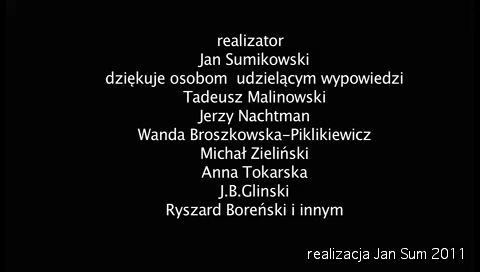 realizator
Jan Sumikowski
dziękuje osobom  udzielącym wypowiedzi
Tadeusz Malinowski
Jerzy Nachtman
Wanda Broszkowska-Piklikiewicz
Michał Zieliński
Anna Tokarska
J.B.Glinski
Ryszard Boreński i innym
realizacja Jan Sum 2011